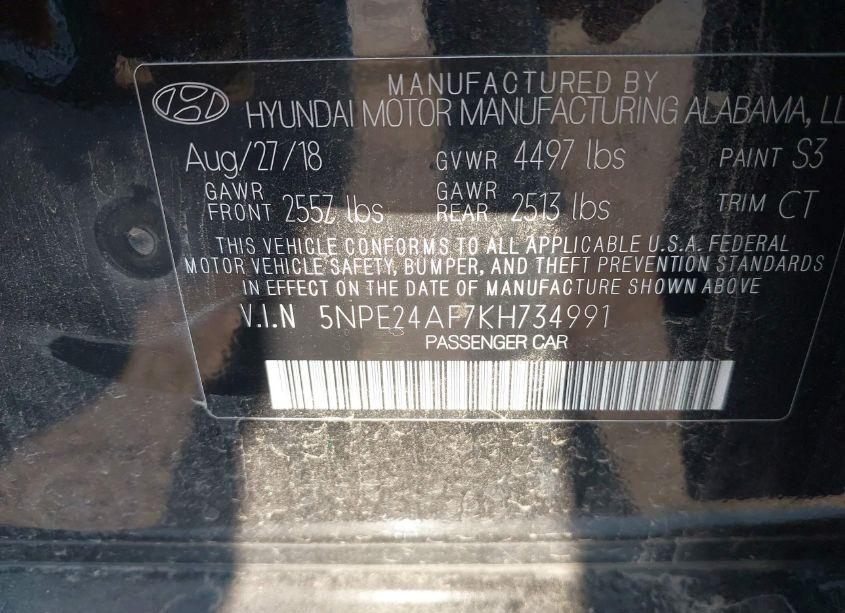 MANUFACTURED BY
HYUNDAI MOTOR MANUFACTURING ALABAMA, LL
Aug/27/18 GVWR 4497 lbs PAINT S3
GAWR FRONT 2557 lbs GAWR REAR 2513 lbs TRIM CT
THIS VEHICLE CONFORMS TO ALL APPLICABLE U.S.A. FEDERAL
MOTOR VEHICLE SAFETY, BUMPER, AND THEFT PREVENTION STANDARDS
IN EFFECT ON THE DATE OF MANUFACTURE SHOWN ABOVE
V.I.N 5NPE24AF7KH734991
PASSENGER CAR